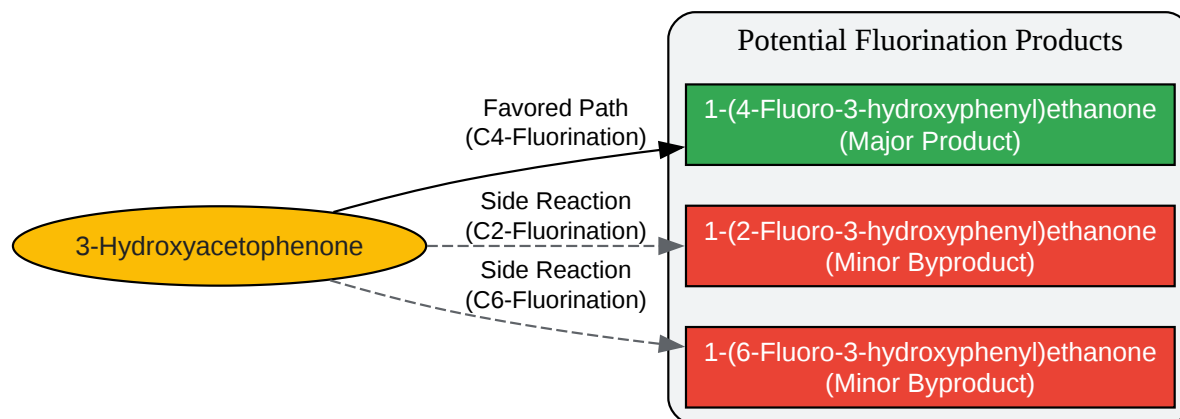 Potential Fluorination Products
Favored Path
(C4-Fluorination)
1-(4-Fluoro-3-hydroxyphenyl)ethanone
(Major Product)
3-Hydroxyacetophenone
Side Reaction
(C2-Fluorination)
1-(2-Fluoro-3-hydroxyphenyl)ethanone
(Minor Byproduct)
Side Reaction
(C6-Fluorination)
1-(6-Fluoro-3-hydroxyphenyl)ethanone
(Minor Byproduct)